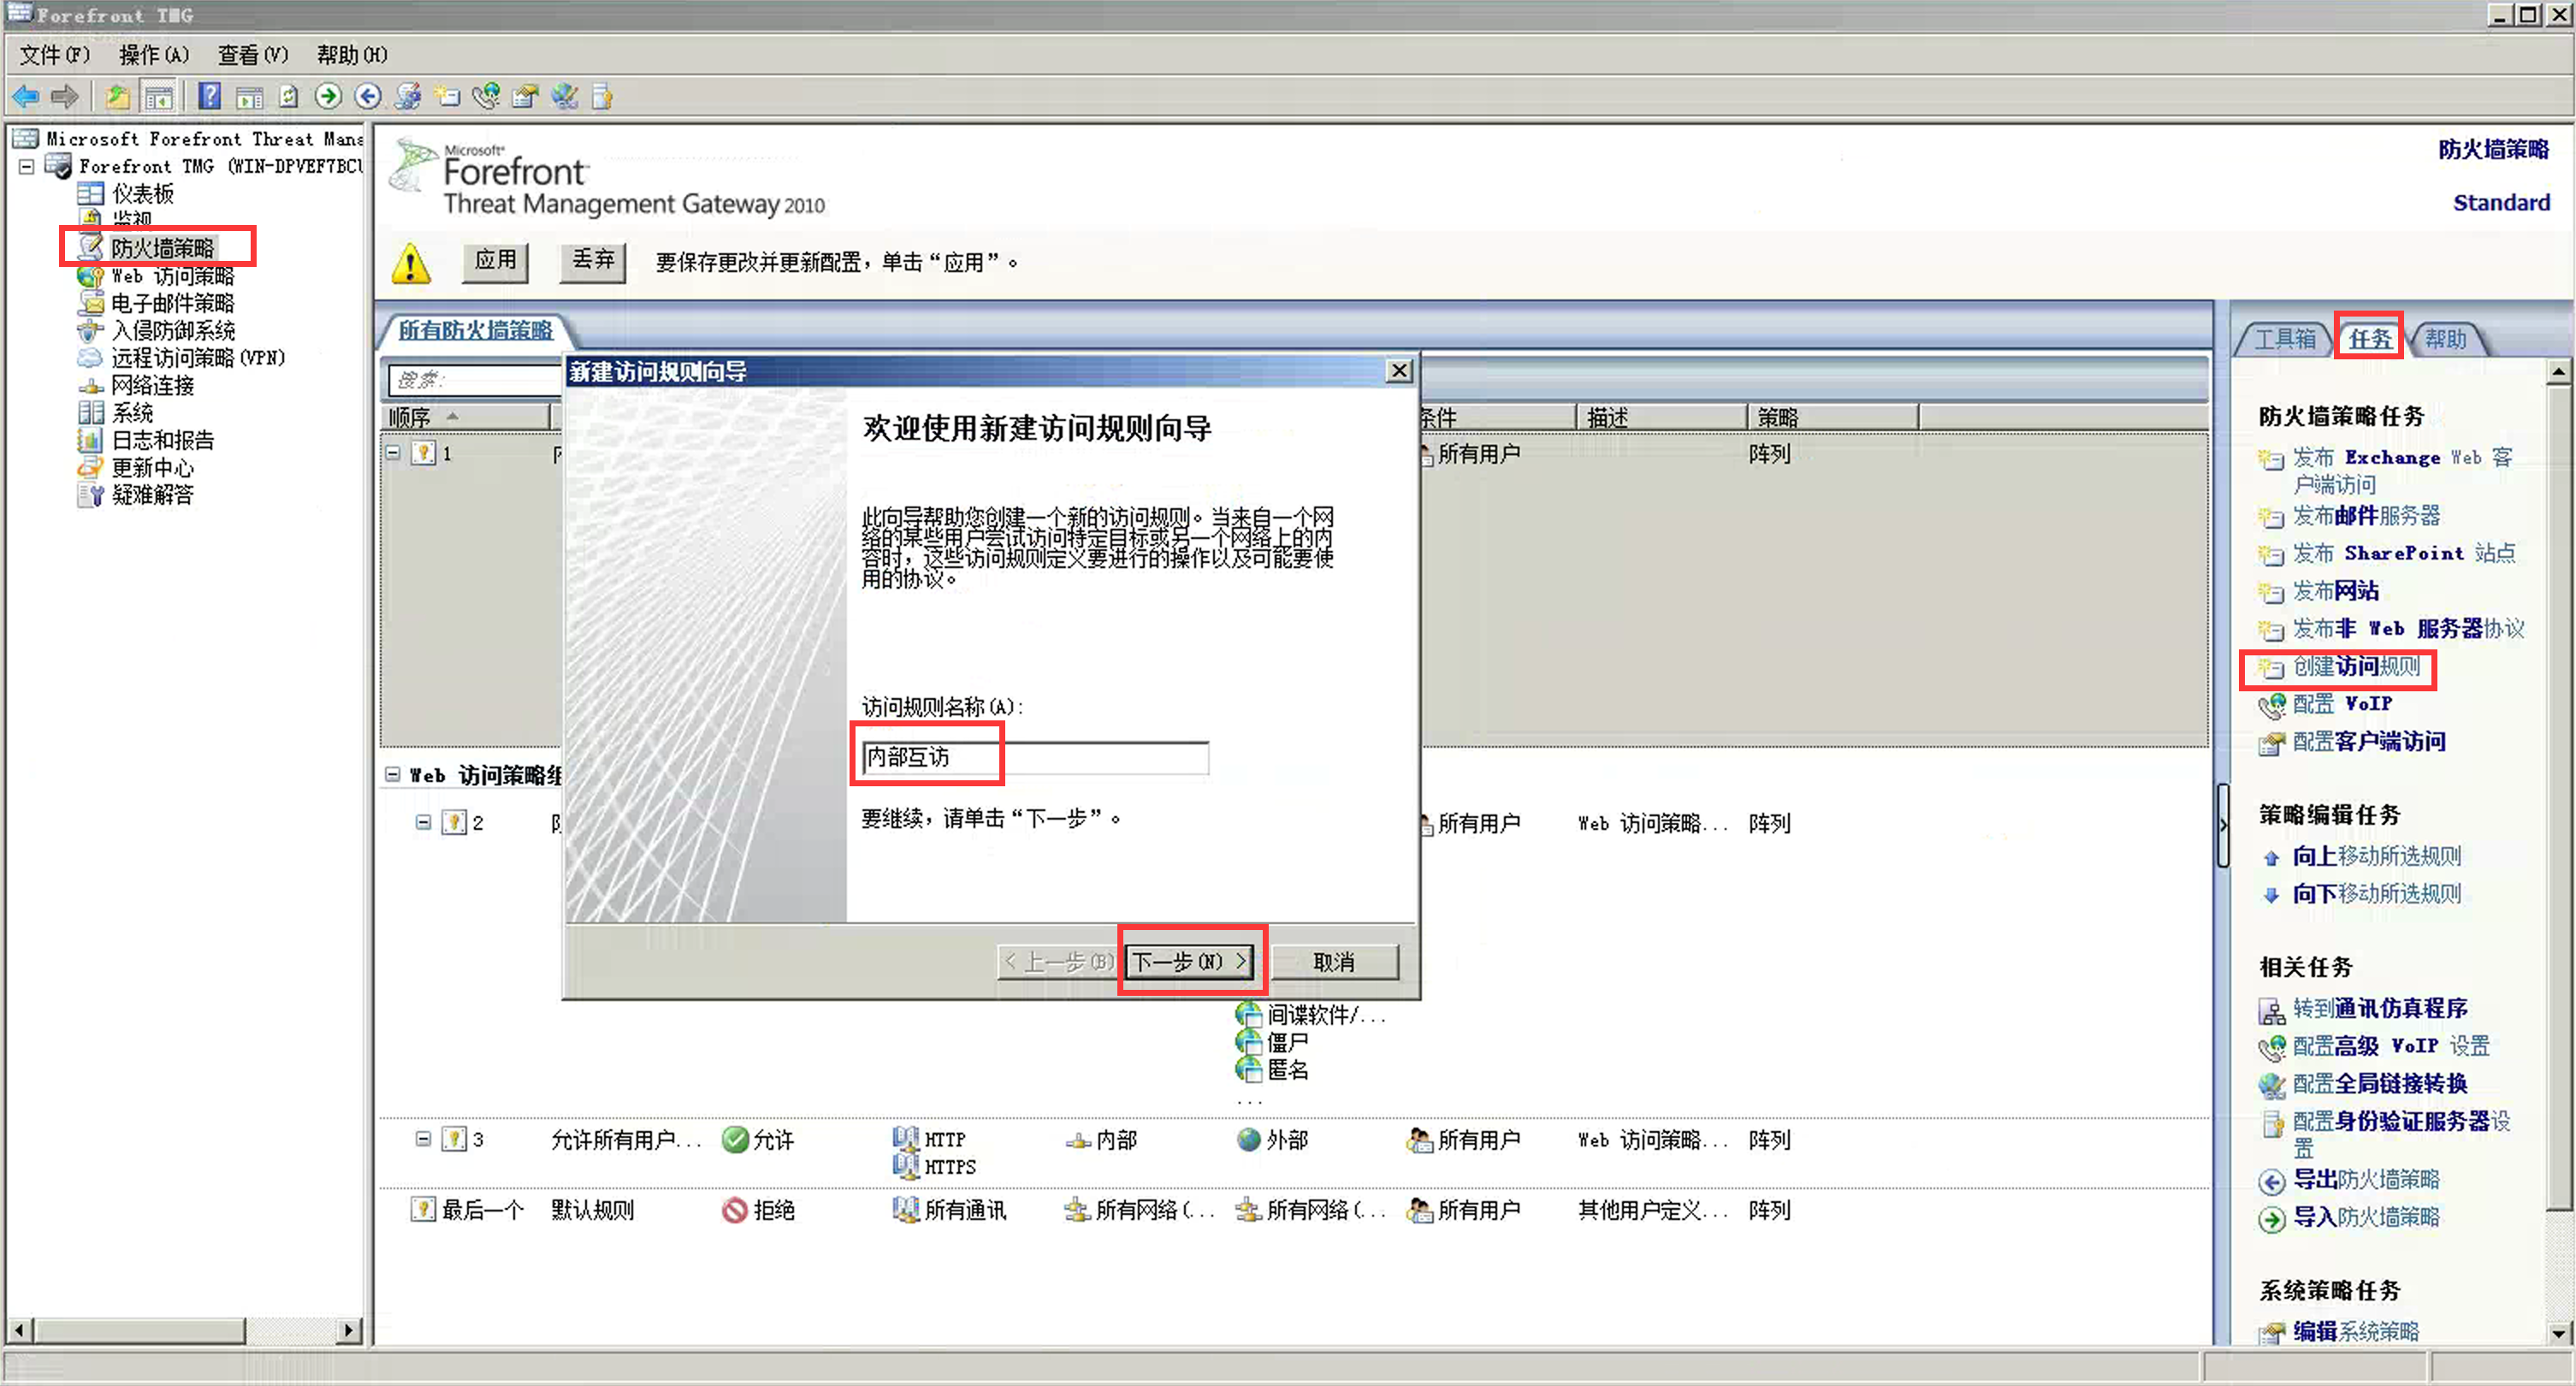 Forefront TMG
文件(F) 操作(A) 查看(V) 帮助(H)
Microsoft Forefront Threat Mana
Forefront TMG (WIN-DPVEF7BCU
仪表板
监视
防火墙策略
Web 访问策略
电子邮件策略
入侵防御系统
远程访问策略(VPN)
网络连接
系统
日志和报告
更新中心
疑难解答
Microsoft®
Forefront
Threat Management Gateway 2010
防火墙策略
Standard
应用 丢弃 要保存更改并更新配置，单击“应用”。
所有防火墙策略
搜索:
顺序 条件 描述 策略
1 所有用户 阵列
Web 访问策略组
2 所有用户 Web 访问策略... 阵列
间谍软件/...
僵尸
匿名
...
3 允许所有用户... 允许 HTTP 内部 外部 所有用户 Web 访问策略... 阵列
HTTPS
最后一个 默认规则 拒绝 所有通讯 所有网络(... 所有网络(... 所有用户 其他用户定义... 阵列
新建访问规则向导
欢迎使用新建访问规则向导
此向导帮助您创建一个新的访问规则。当来自一个网
络的某些用户尝试访问特定目标或另一个网络上的内
容时，这些访问规则定义要进行的操作以及可能要使
用的协议。
访问规则名称(A):
内部互访
要继续，请单击“下一步”。
< 上一步(B) 下一步(N) > 取消
工具箱 任务 帮助
防火墙策略任务
发布 Exchange Web 客
户端访问
发布邮件服务器
发布 SharePoint 站点
发布网站
发布非 Web 服务器协议
创建访问规则
配置 VoIP
配置客户端访问
策略编辑任务
向上移动所选规则
向下移动所选规则
相关任务
转到通讯仿真程序
配置高级 VoIP 设置
配置全局链接转换
配置身份验证服务器设
置
导出防火墙策略
导入防火墙策略
系统策略任务
编辑系统策略